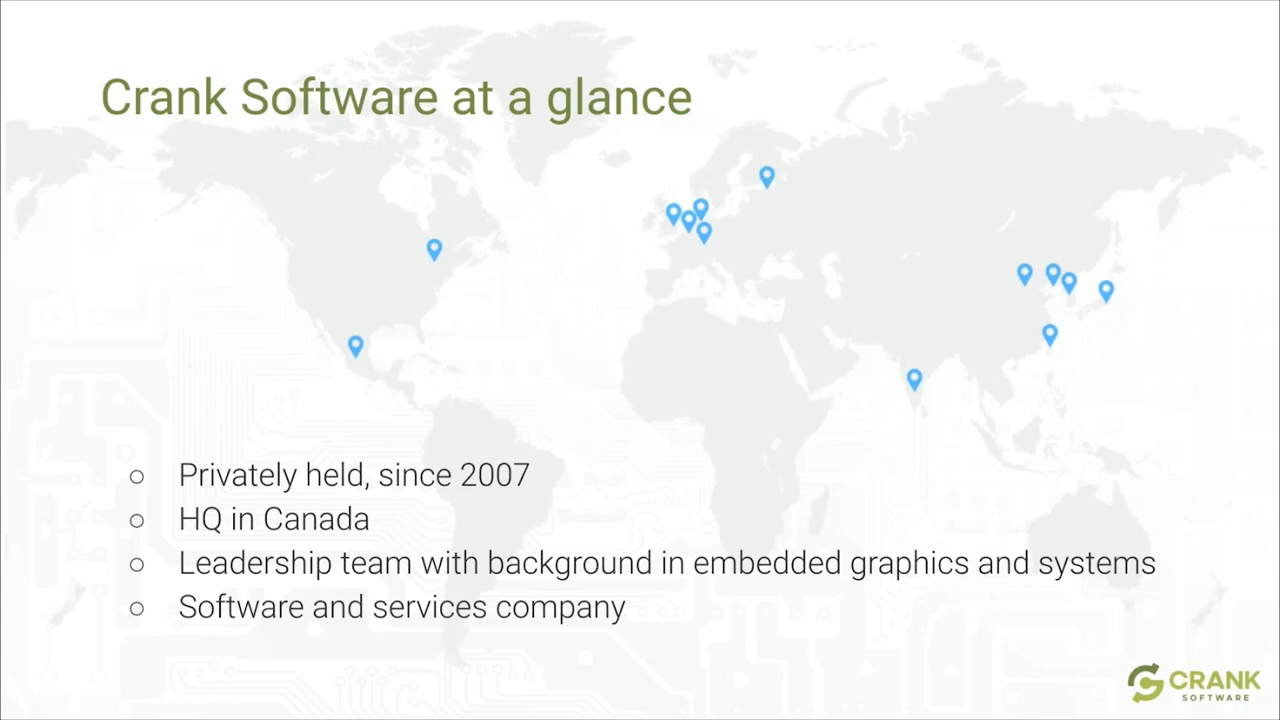 Crank Software at a glance
○ Privately held, since 2007
○ HQ in Canada
○ Leadership team with background in embedded graphics and systems
○ Software and services company
CRANK
SOFTWARE